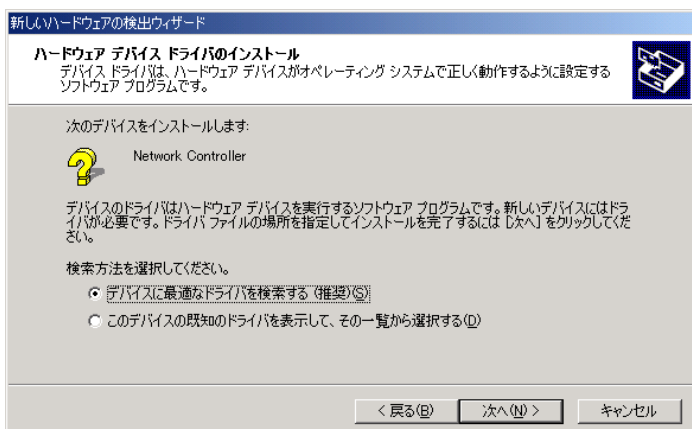 新しいハードウェアの検出ウィザード
ハードウェア デバイス ドライバのインストール
デバイス ドライバは、ハードウェア デバイスがオペレーティング システムで正しく動作するように設定する
ソフトウェア プログラムです。
次のデバイスをインストールします:
Network Controller
デバイスのドライバはハードウェア デバイスを実行するソフトウェア プログラムです。新しいデバイスにはドラ
イバが必要です。ドライバ ファイルの場所を指定してインストールを完了するには [次へ] をクリックしてくだ
さい。
検索方法を選択してください。
デバイスに最適なドライバを検索する (推奨)(S)
このデバイスの既知のドライバを表示して、その一覧から選択する(D)
< 戻る(B)
次へ(N) >
キャンセル